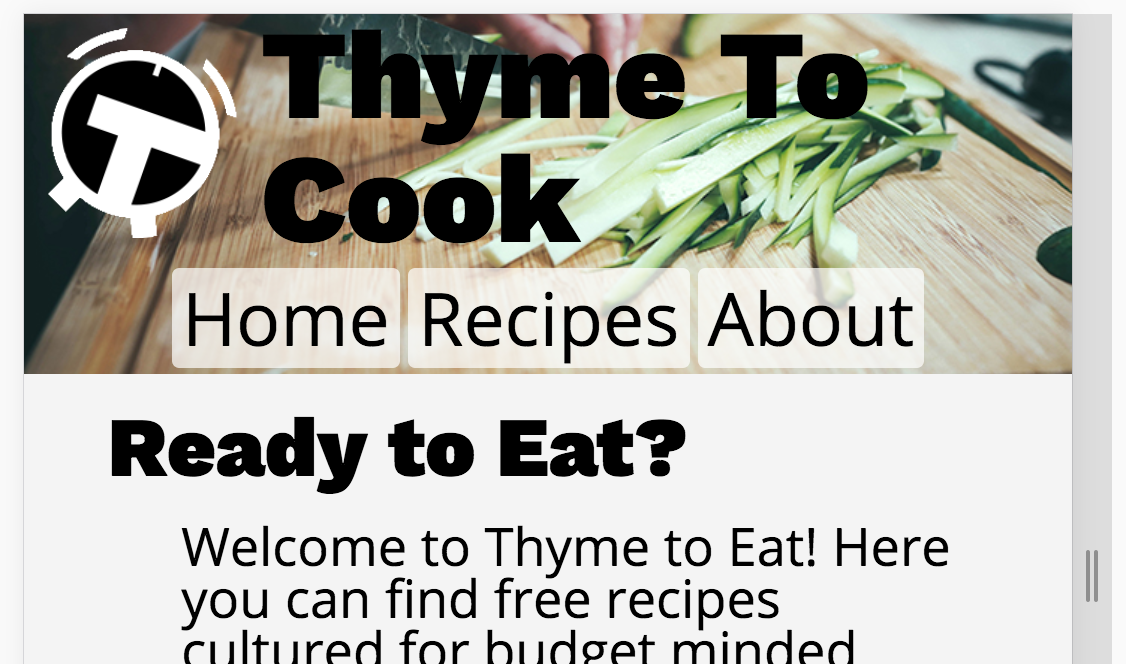 Thyme To
Cook
Home Recipes About
Ready to Eat?
Welcome to Thyme to Eat! Here
you can find free recipes
cultured for budget minded